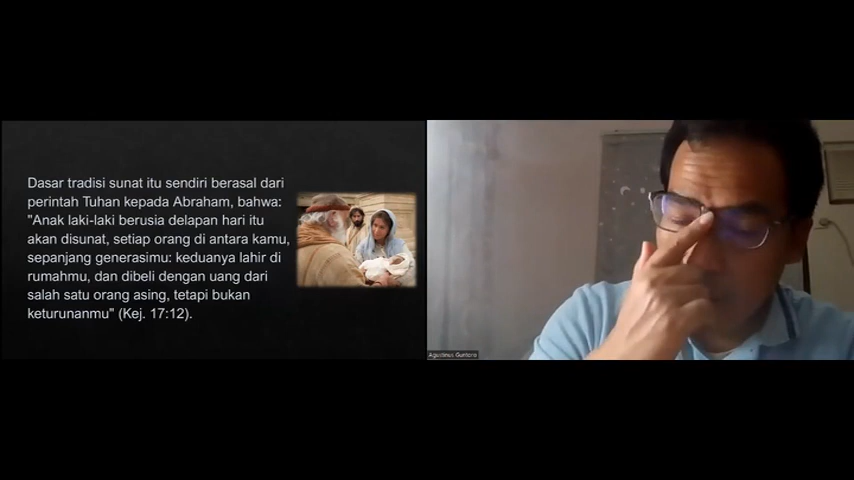 Dasar tradisi sunat itu sendiri berasal dari
perintah Tuhan kepada Abraham, bahwa:
"Anak laki-laki berusia delapan hari itu
akan disunat, setiap orang di antara kamu,
sepanjang generasimu: keduanya lahir di
rumahmu, dan dibeli dengan uang dari
salah satu orang asing, tetapi bukan
keturunanmu" (Kej. 17:12).
Agustinus Guntoro